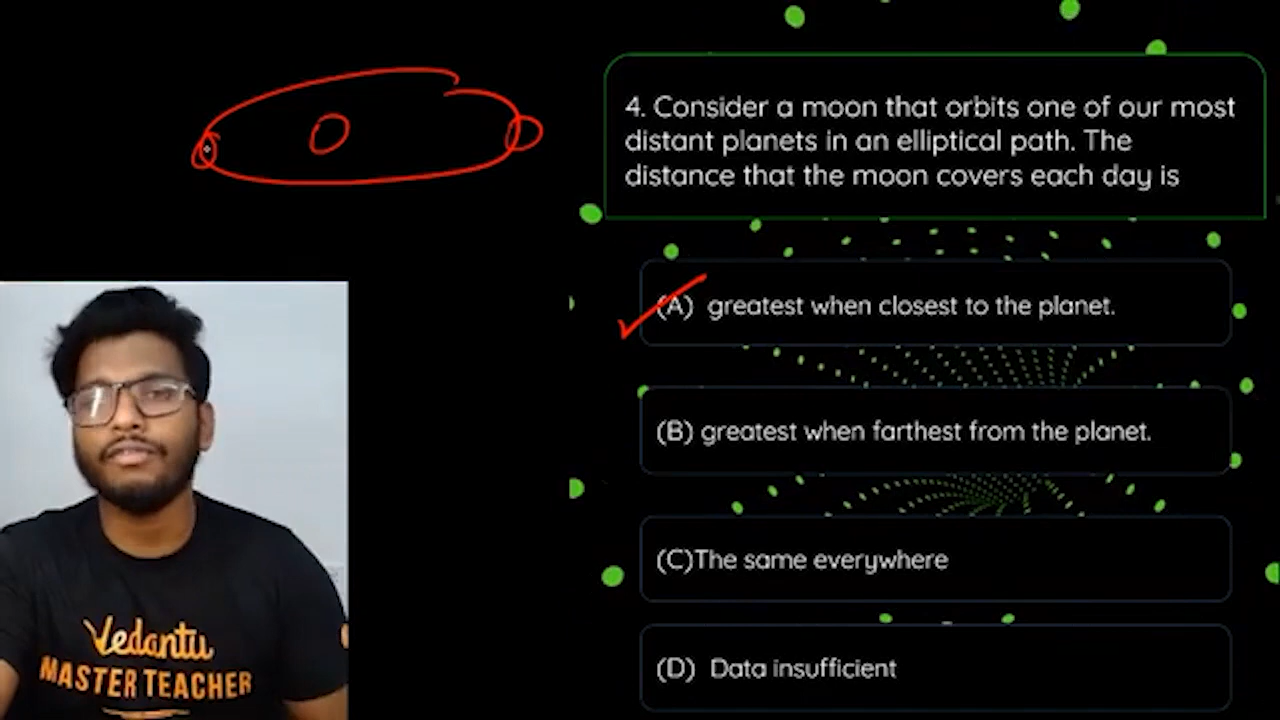 4. Consider a moon that orbits one of our most
distant planets in an elliptical path. The
distance that the moon covers each day is
(A) greatest when closest to the planet.
(B) greatest when farthest from the planet.
(C)The same everywhere
(D) Data insufficient
Vedantu
MASTER TEACHER